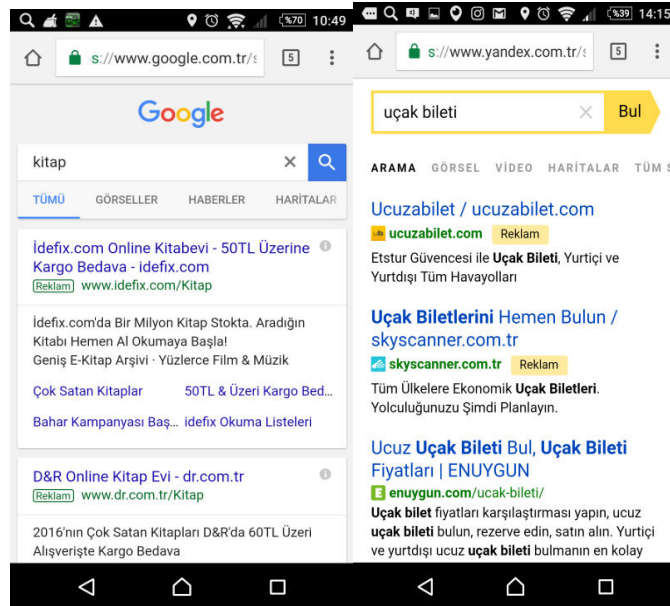 %70 10:49
s://www.google.com.tr/s
5
Google
kitap
TÜMÜ GÖRSELLER HABERLER HARİTALAR
İdefix.com Online Kitabevi - 50TL Üzerine
Kargo Bedava - idefix.com
Reklam www.idefix.com/Kitap
İdefix.com'da Bir Milyon Kitap Stokta. Aradığın
Kitabı Hemen Al Okumaya Başla!
Geniş E-Kitap Arşivi · Yüzlerce Film & Müzik
Çok Satan Kitaplar 50TL & Üzeri Kargo Bed...
Bahar Kampanyası Baş... idefix Okuma Listeleri
D&R Online Kitap Evi - dr.com.tr
Reklam www.dr.com.tr/Kitap
2016'nın Çok Satan Kitapları D&R'da 60TL Üzeri
Alışverişte Kargo Bedava
%39 14:15
s://www.yandex.com.tr/s
5
uçak bileti Bul
ARAMA GÖRSEL VİDEO HARİTALAR TÜM S
Ucuzabilet / ucuzabilet.com
ucuzabilet.com Reklam
Etstur Güvencesi ile Uçak Bileti, Yurtiçi ve
Yurtdışı Tüm Havayolları
Uçak Biletlerini Hemen Bulun /
skyscanner.com.tr
skyscanner.com.tr Reklam
Tüm Ülkelere Ekonomik Uçak Biletleri.
Yolculuğunuzu Şimdi Planlayın.
Ucuz Uçak Bileti Bul, Uçak Bileti
Fiyatları | ENUYGUN
enuygun.com/ucak-bileti/
Uçak bilet fiyatları karşılaştırması yapın, ucuz
uçak bileti bulun, rezerve edin, satın alın. Yurtiçi
ve yurtdışı ucuz uçak bileti bulmanın en kolay